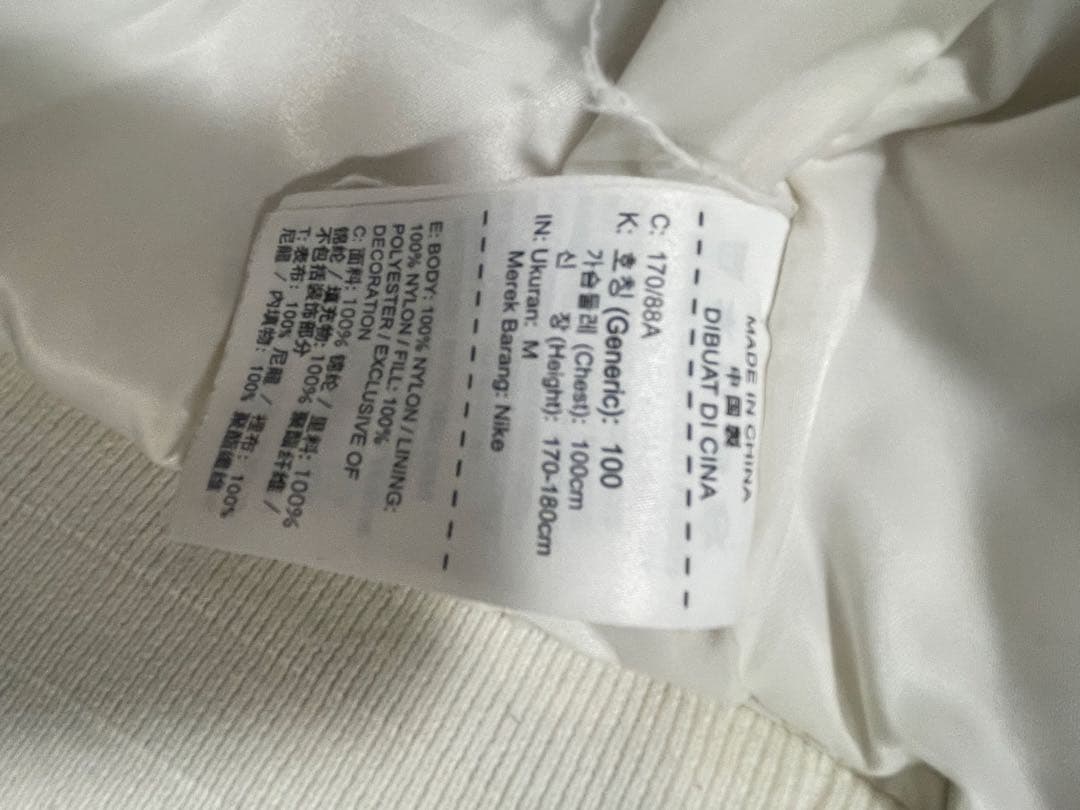 MADE IN CHINA
中国製
DIBUAT DI CINA
C: 170/88A
K: 호칭 (Generic): 100
가슴둘레 (Chest): 100cm
신 장 (Height): 170-180cm
IN: Ukuran: M
Merek Barang: Nike
E: BODY: 100% NYLON / LINING:
100% NYLON / FILL: 100%
POLYESTER / EXCLUSIVE OF
DECORATION
C: 面料: 100% 锦纶 / 里料: 100%
锦纶 / 填充物: 100% 聚酯纤维 /
不包括装饰部分
T: 表布: 100% 尼龍 / 裡布: 100%
尼龍 / 內填物: 100% 聚酯纖維